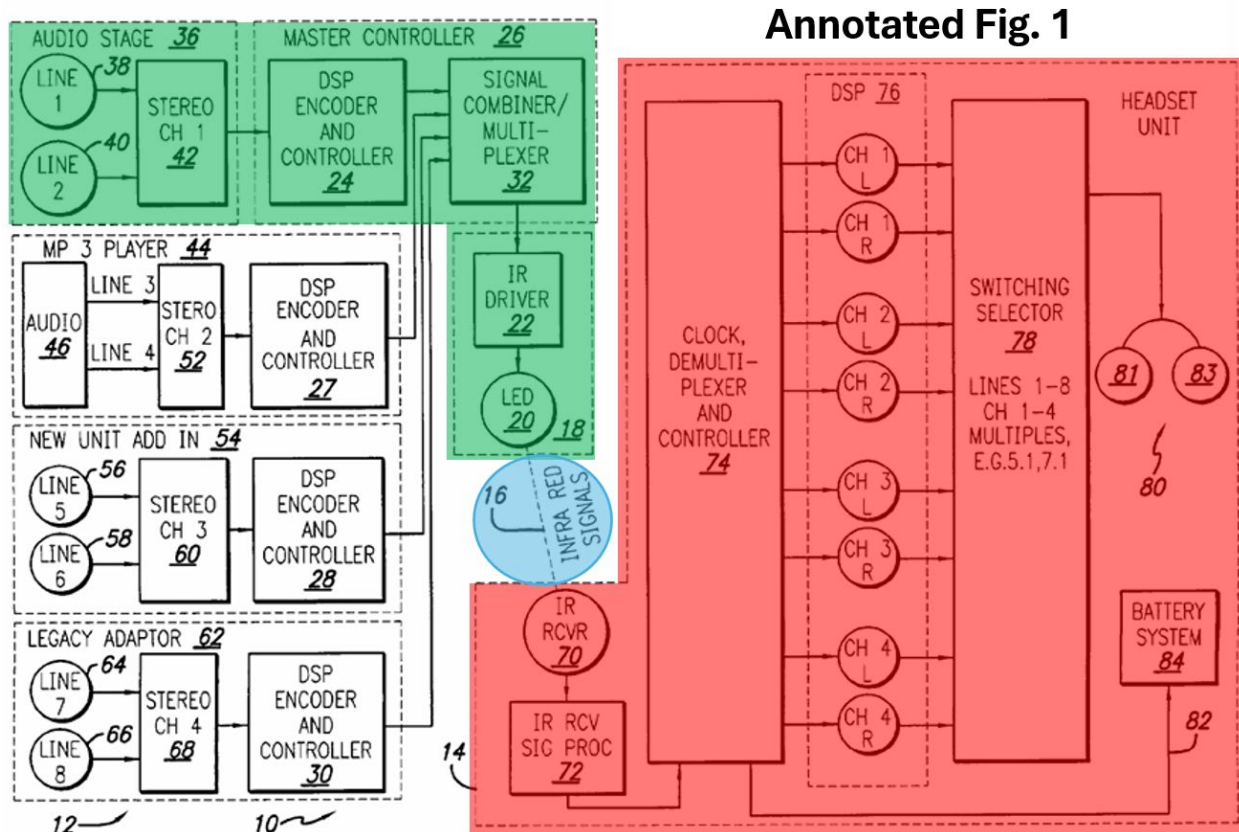 Annotated Fig. 1
AUDIO STAGE 36
LINE 1
38
LINE 2
40
STEREO
CH 1
42
MASTER CONTROLLER 26
DSP
ENCODER
AND
CONTROLLER
24
SIGNAL
COMBINER/
MULTI-
PLEXER
32
MP 3 PLAYER 44
AUDIO
46
LINE 3
LINE 4
STERO
CH 2
52
DSP
ENCODER
AND
CONTROLLER
27
NEW UNIT ADD IN 54
LINE
5
56
LINE
6
58
STEREO
CH 3
60
DSP
ENCODER
AND
CONTROLLER
28
LEGACY ADAPTOR 62
LINE
7
64
LINE
8
66
STEREO
CH 4
68
DSP
ENCODER
AND
CONTROLLER
30
12
10
IR
DRIVER
22
LED
20
18
16
INFRA RED
SIGNALS
IR
RCVR
70
IR RCV
SIG PROC
72
14
CLOCK,
DEMULTI-
PLEXER
AND
CONTROLLER
74
DSP 76
CH 1
L
CH 1
R
CH 2
L
CH 2
R
CH 3
L
CH 3
R
CH 4
L
CH 4
R
SWITCHING
SELECTOR
78
LINES 1-8
CH 1-4
MULTIPLES,
E.G.5.1,7.1
HEADSET
UNIT
81
83
80
BATTERY
SYSTEM
84
82